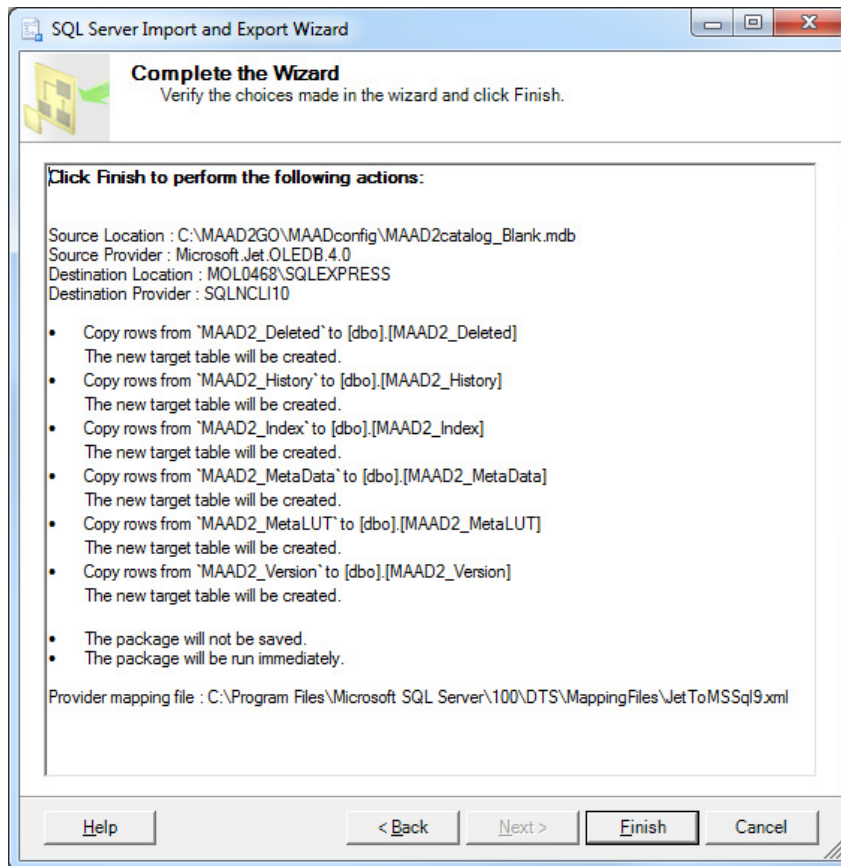 SQL Server Import and Export Wizard
Complete the Wizard
Verify the choices made in the wizard and click Finish.
Click Finish to perform the following actions:
Source Location : C:\MAAD2GO\MAADconfig\MAAD2catalog_Blank.mdb
Source Provider : Microsoft.Jet.OLEDB.4.0
Destination Location : MOL0468\SQLEXPRESS
Destination Provider : SQLNCLI10
• Copy rows from `MAAD2_Deleted` to [dbo].[MAAD2_Deleted]
The new target table will be created.
• Copy rows from `MAAD2_History` to [dbo].[MAAD2_History]
The new target table will be created.
• Copy rows from `MAAD2_Index` to [dbo].[MAAD2_Index]
The new target table will be created.
• Copy rows from `MAAD2_MetaData` to [dbo].[MAAD2_MetaData]
The new target table will be created.
• Copy rows from `MAAD2_MetaLUT` to [dbo].[MAAD2_MetaLUT]
The new target table will be created.
• Copy rows from `MAAD2_Version` to [dbo].[MAAD2_Version]
The new target table will be created.
• The package will not be saved.
• The package will be run immediately.
Provider mapping file : C:\Program Files\Microsoft SQL Server\100\DTS\MappingFiles\JetToMSSql9.xml
Help < Back Next > Finish Cancel